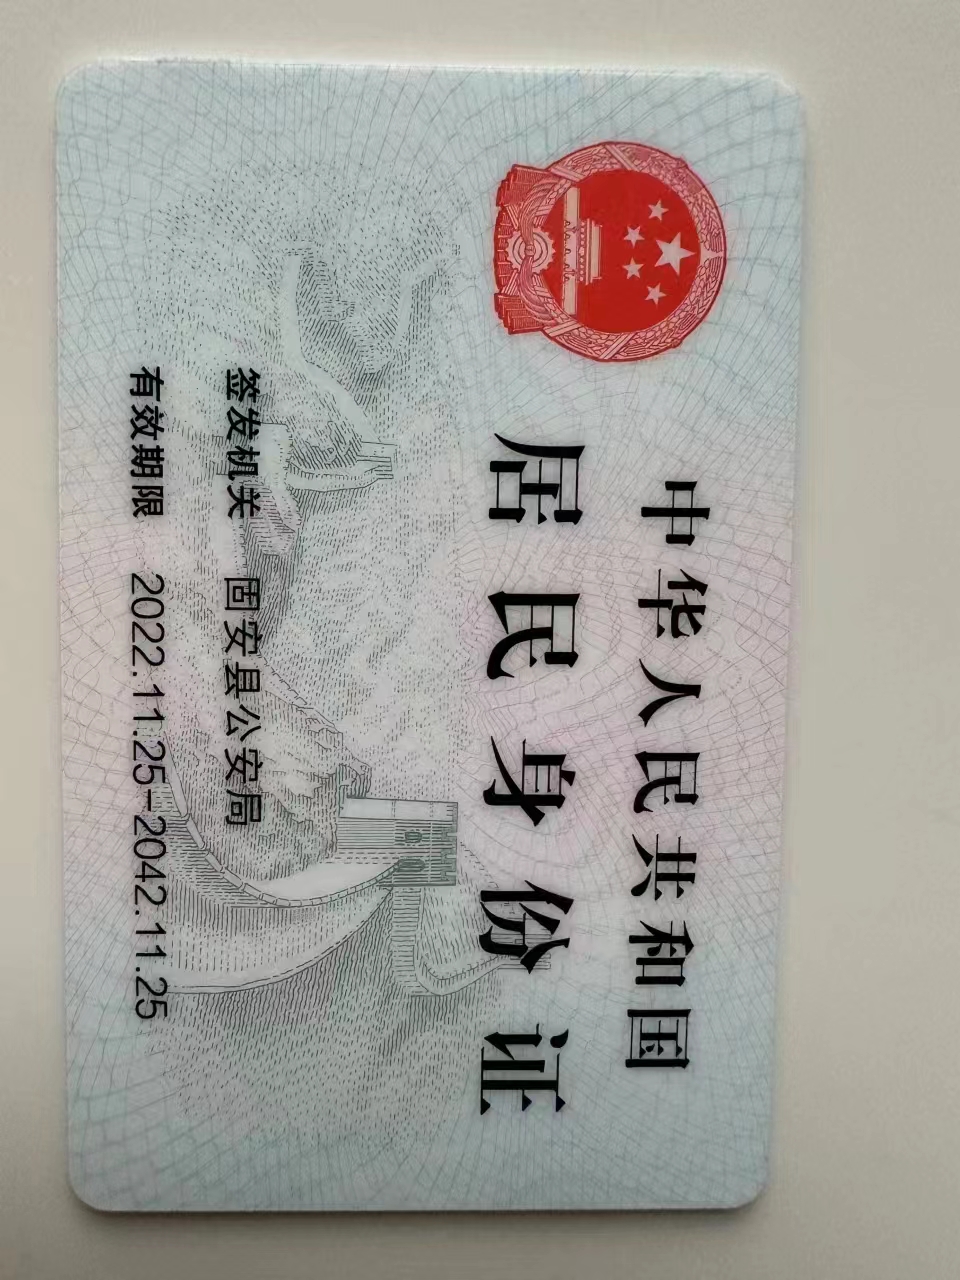 中华人民共和国
居民身份证
签发机关 固安县公安局
有效期限 2022.11.25-2042.11.25